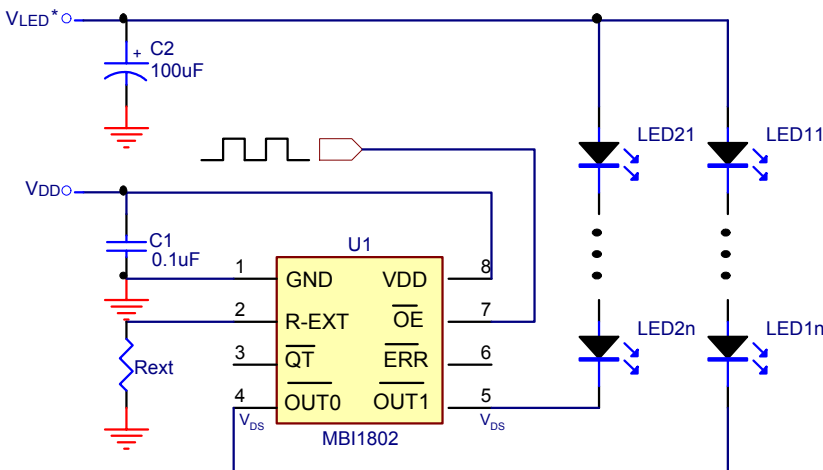 VLED*
+ C2
100uF
LED21 LED11
VDD
C1
0.1uF
U1
1 GND VDD 8
2 R-EXT OE 7
3 QT ERR 6
4 OUT0 OUT1 5
Rext
VDS VDS
MBI1802
LED2n LED1n